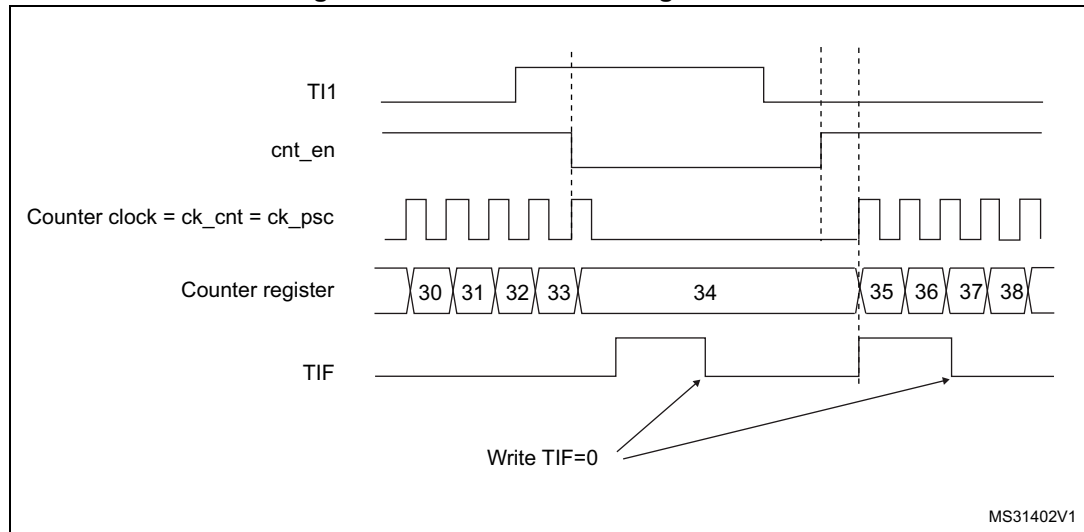 TI1
cnt_en
Counter clock = ck_cnt = ck_psc
Counter register 30 31 32 33 34 35 36 37 38
TIF
Write TIF=0
MS31402V1